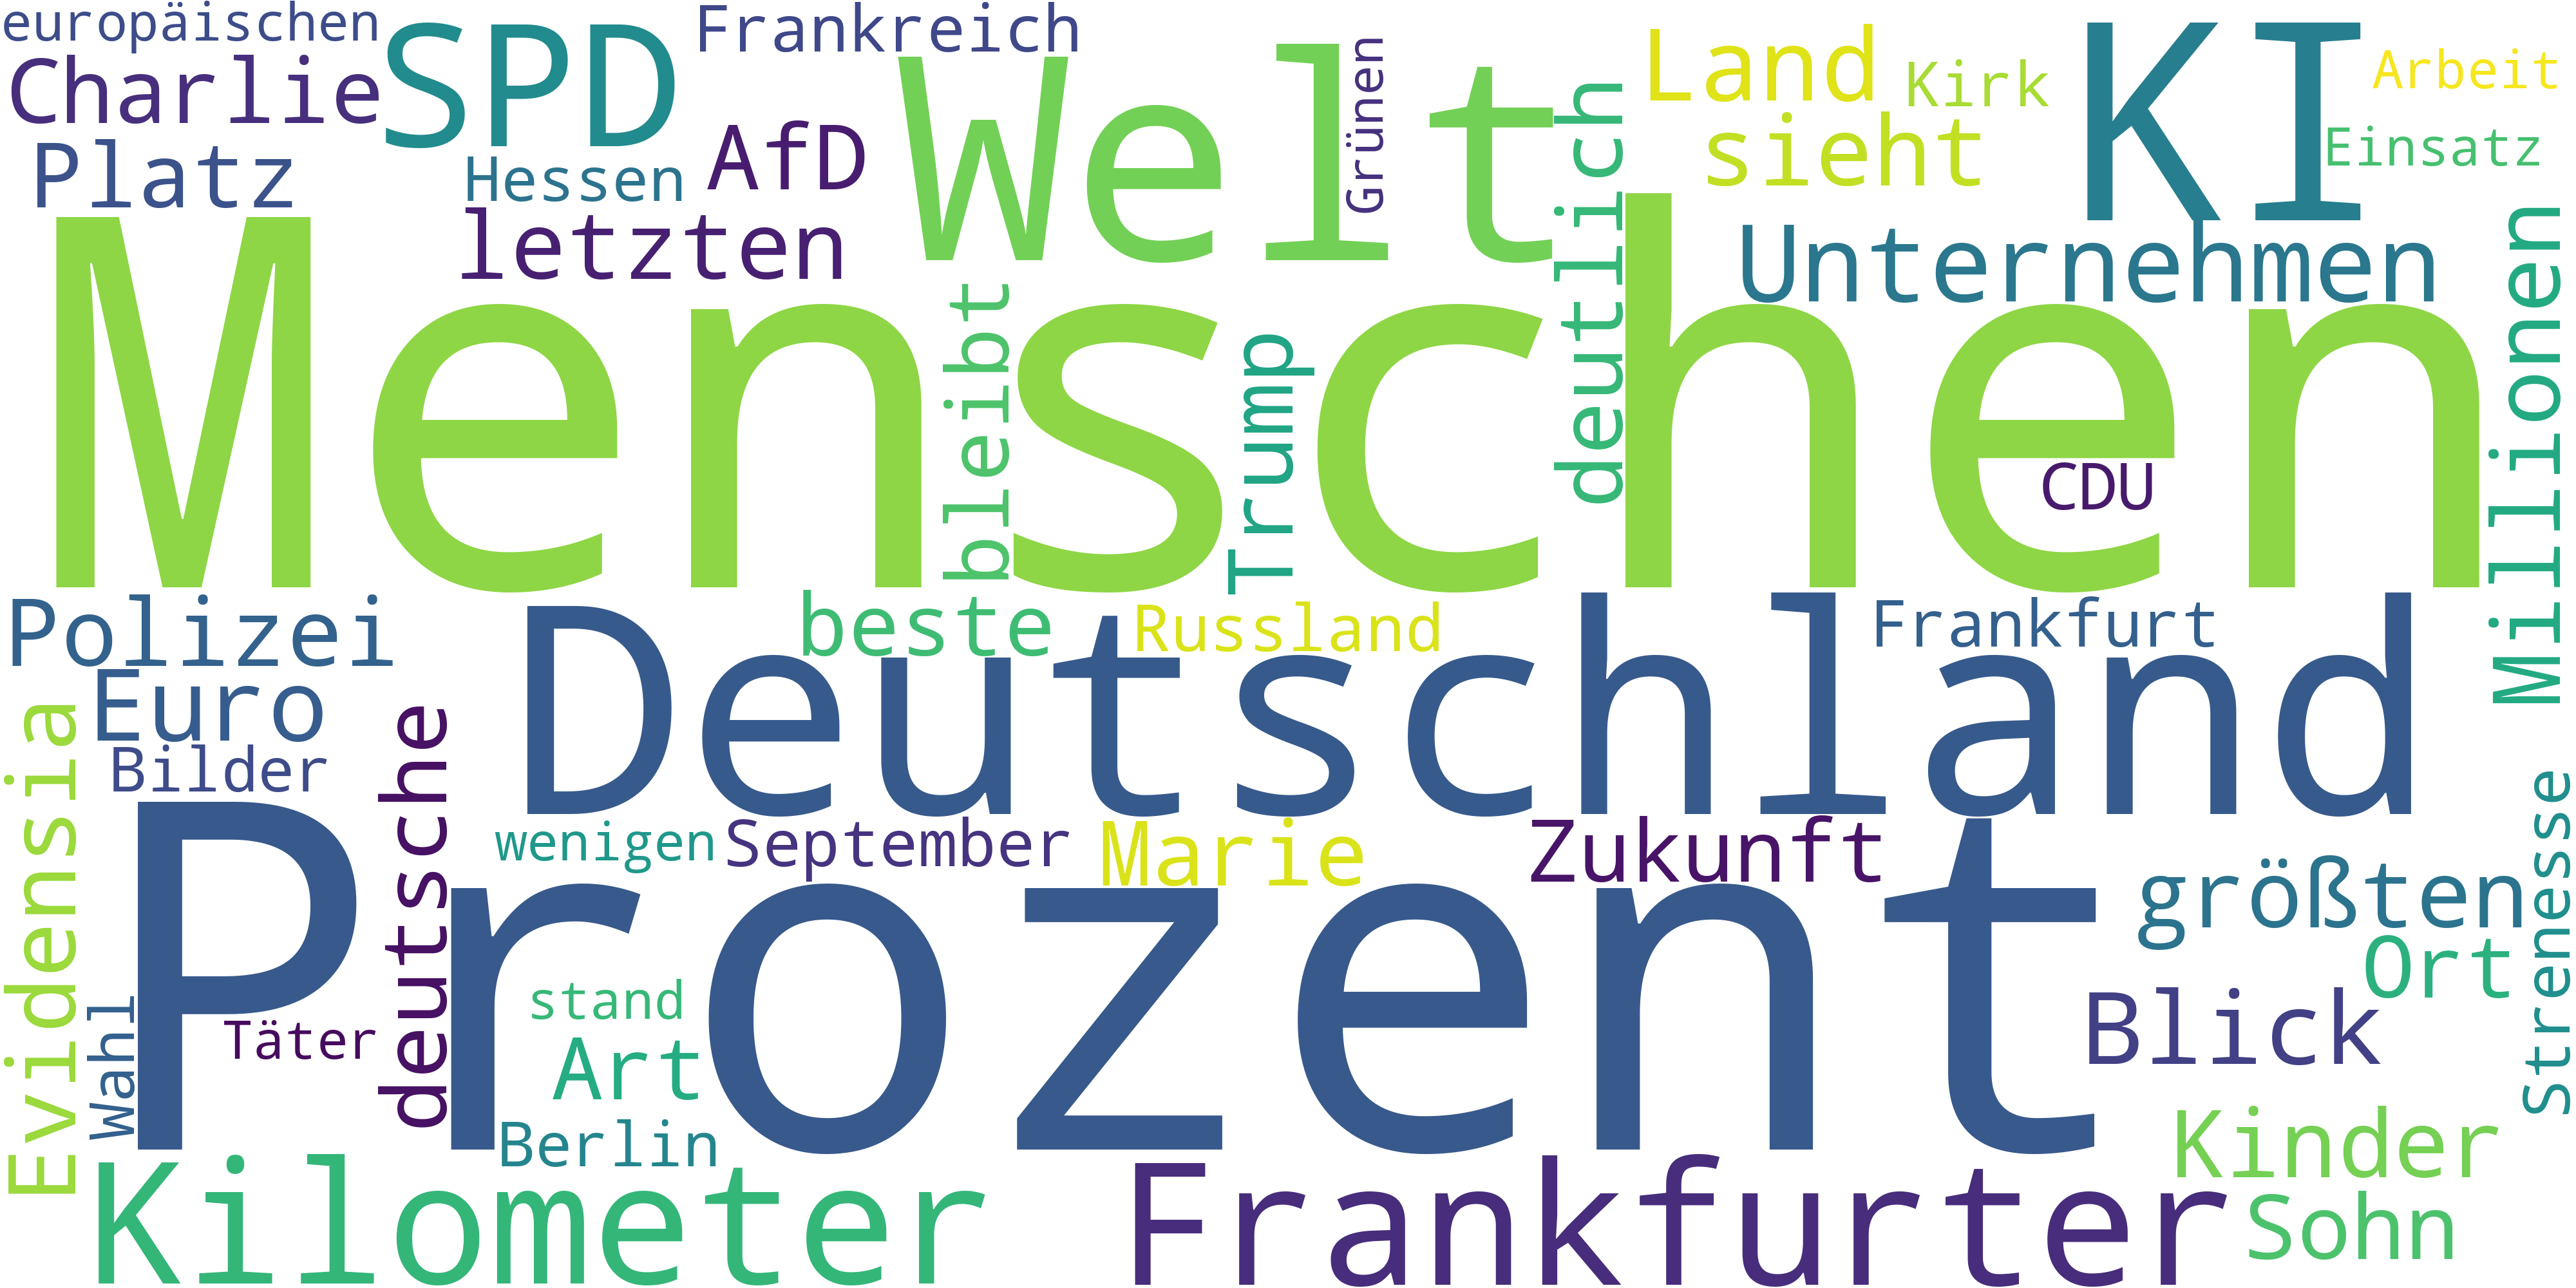 europäischen
Charlie
SPD
Frankreich
Welt
Grünen
deutlich
Land
Kirk
KI
Arbeit
Platz
Hessen
AfD
sieht
Einsatz
letzten
Unternehmen
Millionen
Menschen
bleibt
Trump
CDU
Polizei
beste
Russland
Frankfurt
Euro
Deutschland
Bilder
Evidensia
deutsche
wenigen
September
Marie
Zukunft
größten
Strenesse
Prozent
Ort
Wahl
Täter
stand
Blick
Art
Berlin
Kinder
Kilometer
Frankfurter
Sohn